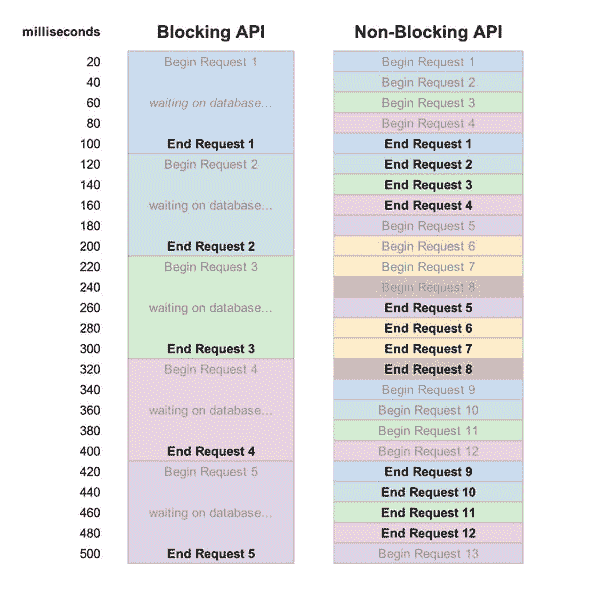 milliseconds Blocking API Non-Blocking API
20 Begin Request 1 Begin Request 1
40 Begin Request 2
60 waiting on database... Begin Request 3
80 Begin Request 4
100 End Request 1 End Request 1
120 Begin Request 2 End Request 2
140 End Request 3
160 waiting on database... End Request 4
180 Begin Request 5
200 End Request 2 Begin Request 6
220 Begin Request 3 Begin Request 7
240 Begin Request 8
260 waiting on database... End Request 5
280 End Request 6
300 End Request 3 End Request 7
320 Begin Request 4 End Request 8
340 Begin Request 9
360 waiting on database... Begin Request 10
380 Begin Request 11
400 End Request 4 Begin Request 12
420 Begin Request 5 End Request 9
440 End Request 10
460 waiting on database... End Request 11
480 End Request 12
500 End Request 5 Begin Request 13